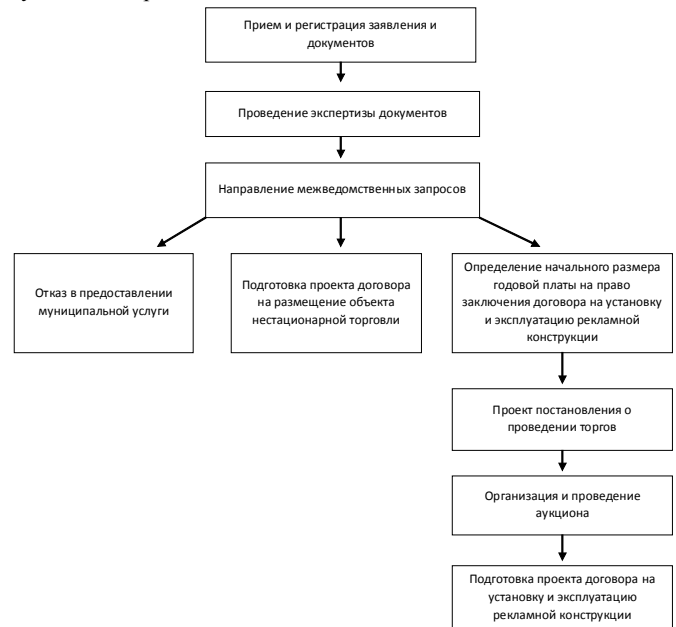 Прием и регистрация заявления и
документов
Проведение экспертизы документов
Направление межведомственных запросов
Отказ в предоставлении
муниципальной услуги
Подготовка проекта договора
на размещение объекта
нестационарной торговли
Определение начального размера
годовой платы на право
заключения договора на установку
и эксплуатацию рекламной
конструкции
Проект постановления о
проведении торгов
Организация и проведение
аукциона
Подготовка проекта договора на
установку и эксплуатацию
рекламной конструкции